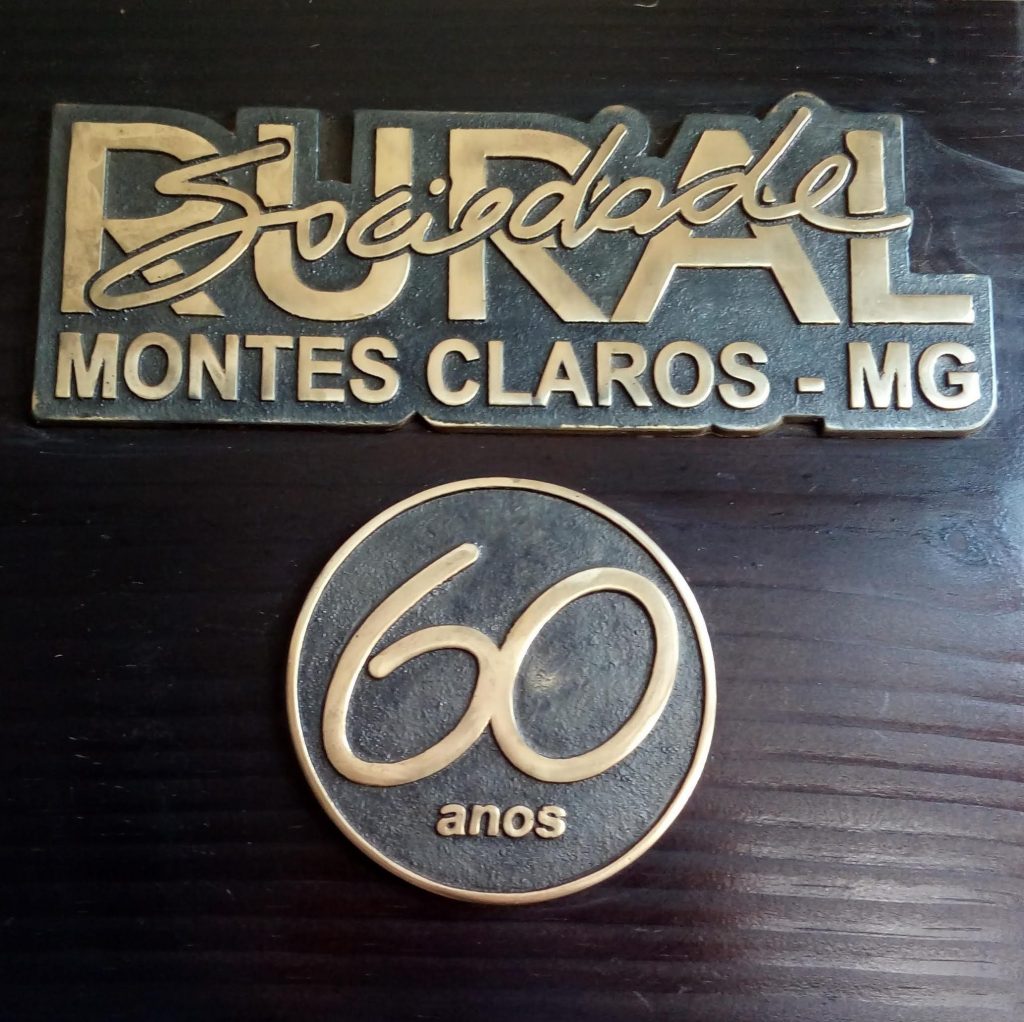 Sociedade
RURAL
MONTES CLAROS - MG
60
anos